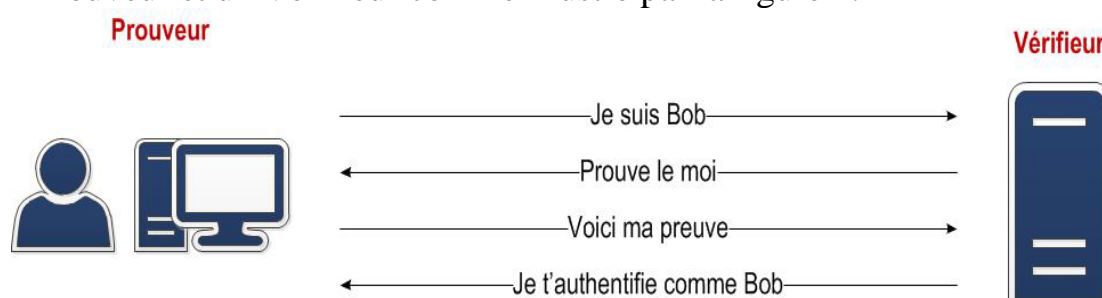 Prouveur
Vérifieur
Je suis Bob
Prouve le moi
Voici ma preuve
Je t'authentifie comme Bob